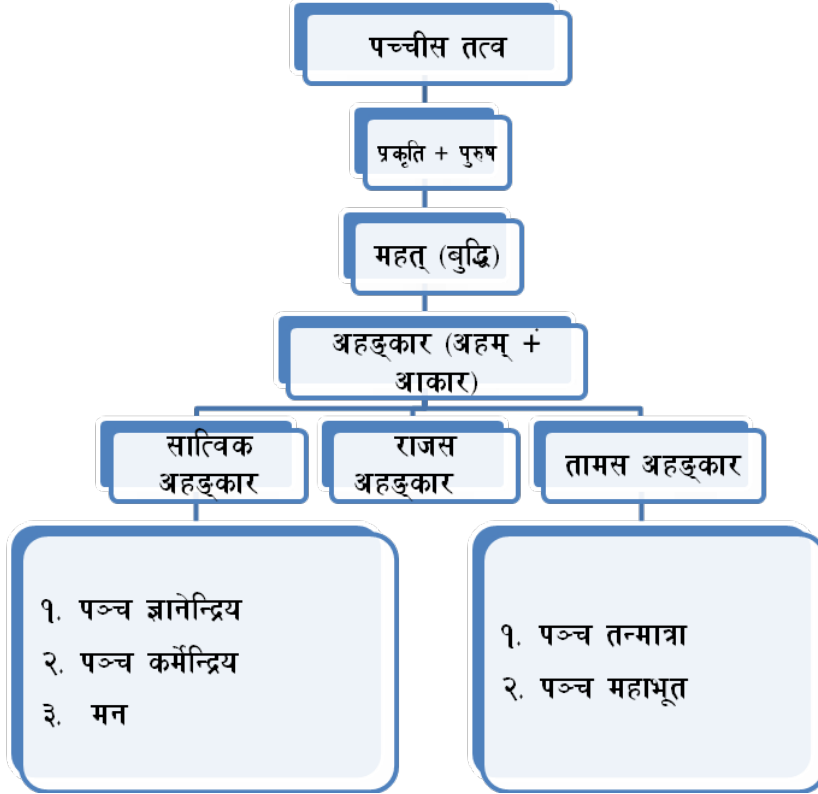 पच्चीस तत्व
प्रकृति + पुरुष
महत् (बुद्धि)
अहङ्कार (अहम् +
आकार)
सात्विक
अहङ्कार
राजस
अहङ्कार
तामस अहङ्कार
१. पञ्च ज्ञानेन्द्रिय
२. पञ्च कर्मेन्द्रिय
३. मन
१. पञ्च तन्मात्रा
२. पञ्च महाभूत